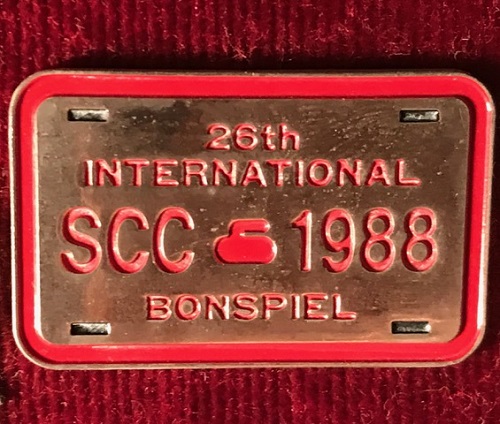 26th
INTERNATIONAL
SCC 1988
BONSPIEL